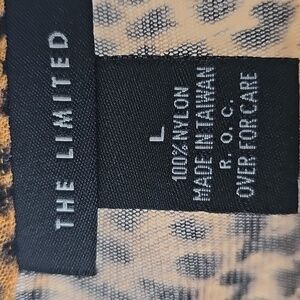 THE LIMITED
L
100% NYLON
MADE IN TAIWAN
R. O. C.
OVER FOR CARE